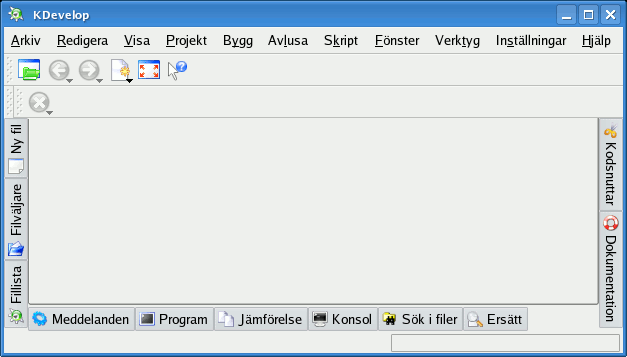 KDevelop
Arkiv Redigera Visa Projekt Bygg Avlusa Skript Fönster Verktyg Inställningar Hjälp
Ny fil
Filväljare
Fillista
Kodsnuttar
Dokumentation
Meddelanden Program Jämförelse Konsol Sök i filer Ersätt